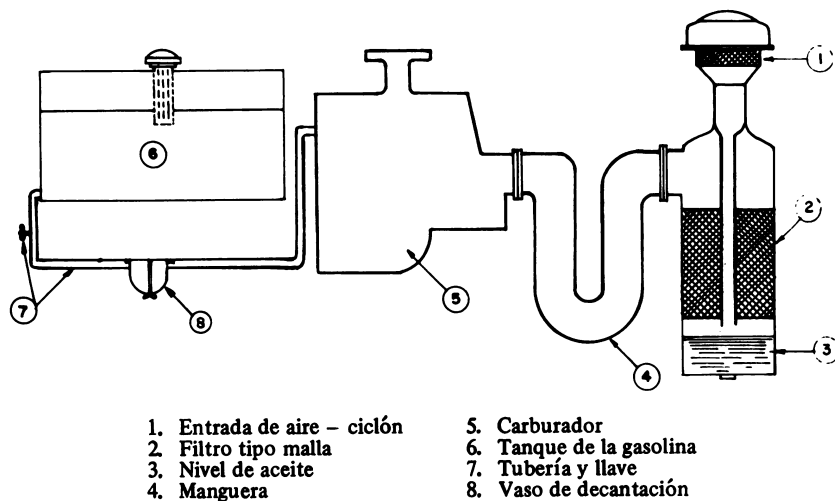 1
6
2
7
8
5
4
3
1. Entrada de aire – ciclón
2. Filtro tipo malla
3. Nivel de aceite
4. Manguera
5. Carburador
6. Tanque de la gasolina
7. Tubería y llave
8. Vaso de decantación